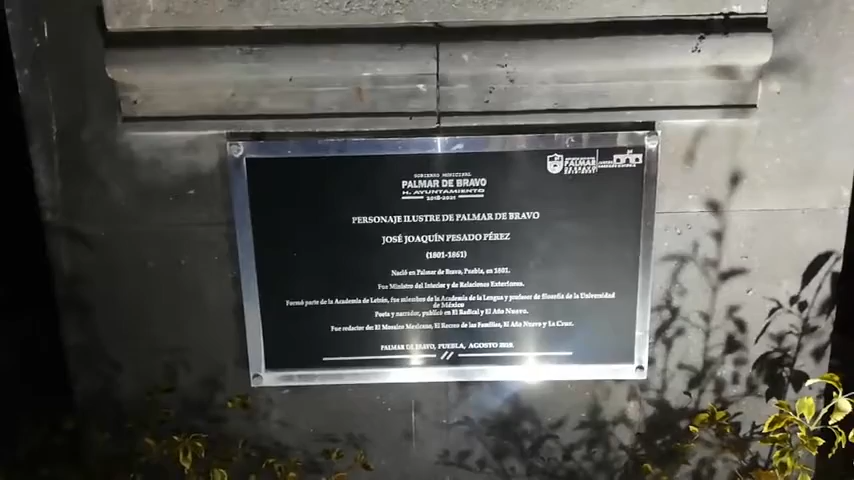 GOBIERNO MUNICIPAL
PALMAR DE BRAVO
H. AYUNTAMIENTO
2018-2021
PALMAR
DE BRAVO
PERSONAJE ILUSTRE DE PALMAR DE BRAVO
JOSÉ JOAQUÍN PESADO PÉREZ
(1801-1861)
Nació en Palmar de Bravo, Puebla, en 1801.
Fue Ministro del Interior y de Relaciones Exteriores.
Formó parte de la Academia de Letrán, fue miembro de la Academia de la Lengua y profesor de filosofía de la Universidad
de México
Poeta y narrador, publicó en El Radical y El Año Nuevo.
Fue redactor de: El Mosaico Mexicano, El Recreo de las Familias, El Año Nuevo y La Cruz.
PALMAR DE BRAVO, PUEBLA, AGOSTO